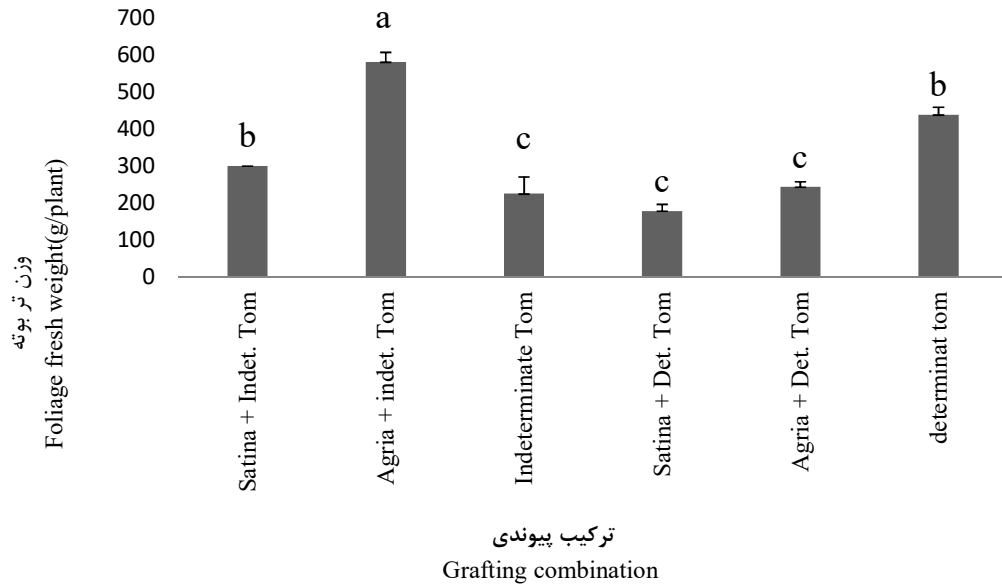 700
600
500
400
300
200
100
0
b
a
c
c
c
b
وزن تر بوته
Foliage fresh weight(g/plant)
Satina + Indet. Tom
Agria + indet. Tom
Indeterminate Tom
Satina + Det. Tom
Agria + Det. Tom
determinat tom
ترکیب پیوندی
Grafting combination